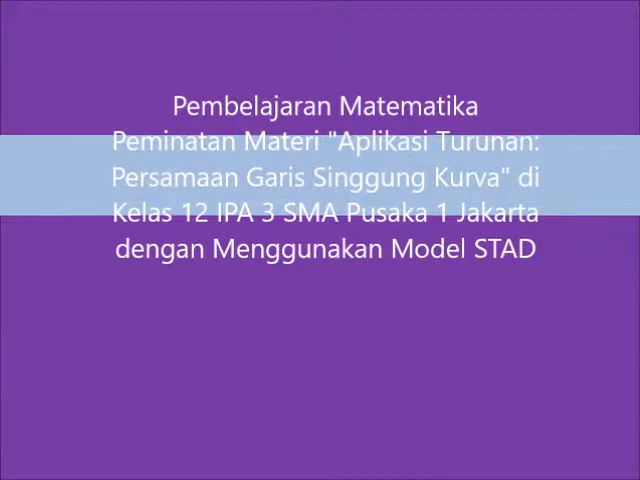 Pembelajaran Matematika
Peminatan Materi "Aplikasi Turunan:
Persamaan Garis Singgung Kurva" di
Kelas 12 IPA 3 SMA Pusaka 1 Jakarta
dengan Menggunakan Model STAD